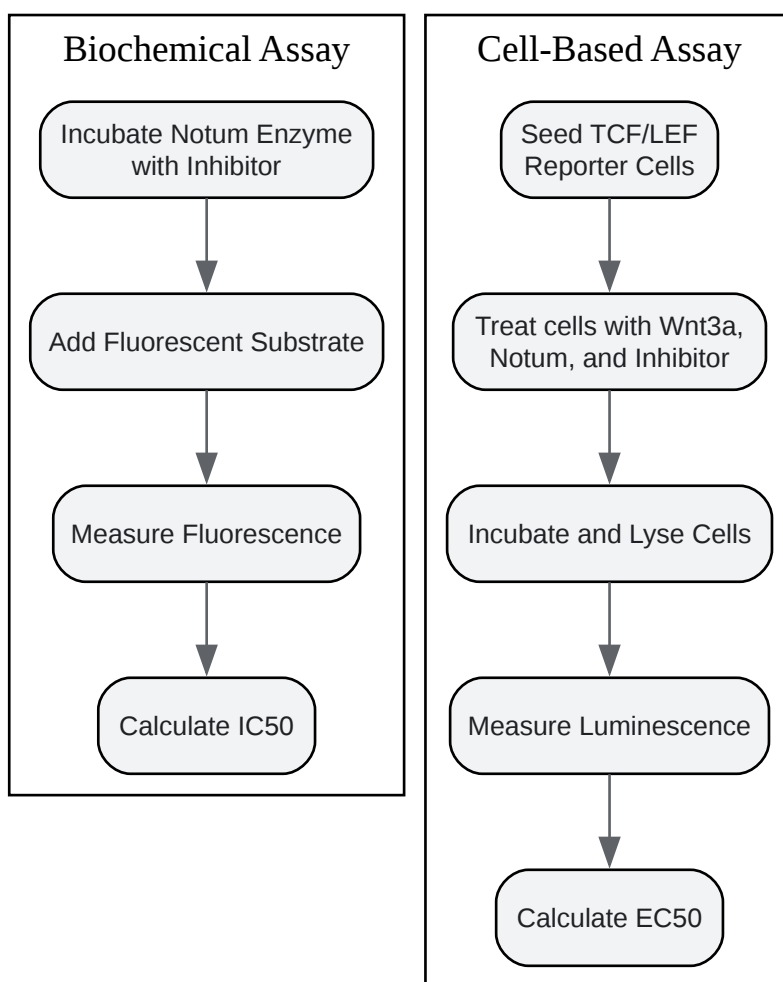 Biochemical Assay
Incubate Notum Enzyme
with Inhibitor
Add Fluorescent Substrate
Measure Fluorescence
Calculate IC50
Cell-Based Assay
Seed TCF/LEF
Reporter Cells
Treat cells with Wnt3a,
Notum, and Inhibitor
Incubate and Lyse Cells
Measure Luminescence
Calculate EC50